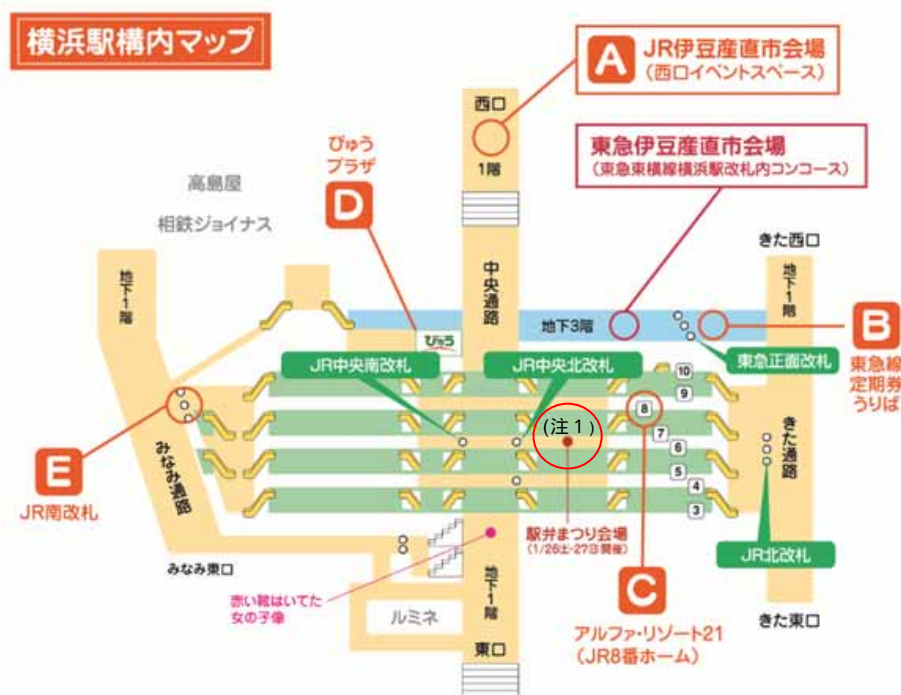 横浜駅構内マップ
A
JR伊豆産直市会場
(西口イベントスペース)
西口
1階
東急伊豆産直市会場
(東急東横線横浜駅改札内コンコース)
びゅう
プラザ
D
高島屋
相鉄ジョイナス
地下1階
中央通路
きた西口
地下1階
地下3階
びゅう
B
東急線
定期券
うりば
東急正面改札
JR中央南改札
JR中央北改札
10
9
8
7
6
5
4
3
(注1)
E
JR南改札
みなみ通路
きた通路
駅弁まつり会場
(1/26土・27日開催)
JR北改札
みなみ東口
赤い靴はいてた
女の子像
地下1階
ルミネ
東口
C
アルファ・リゾート21
(JR8番ホーム)
きた東口